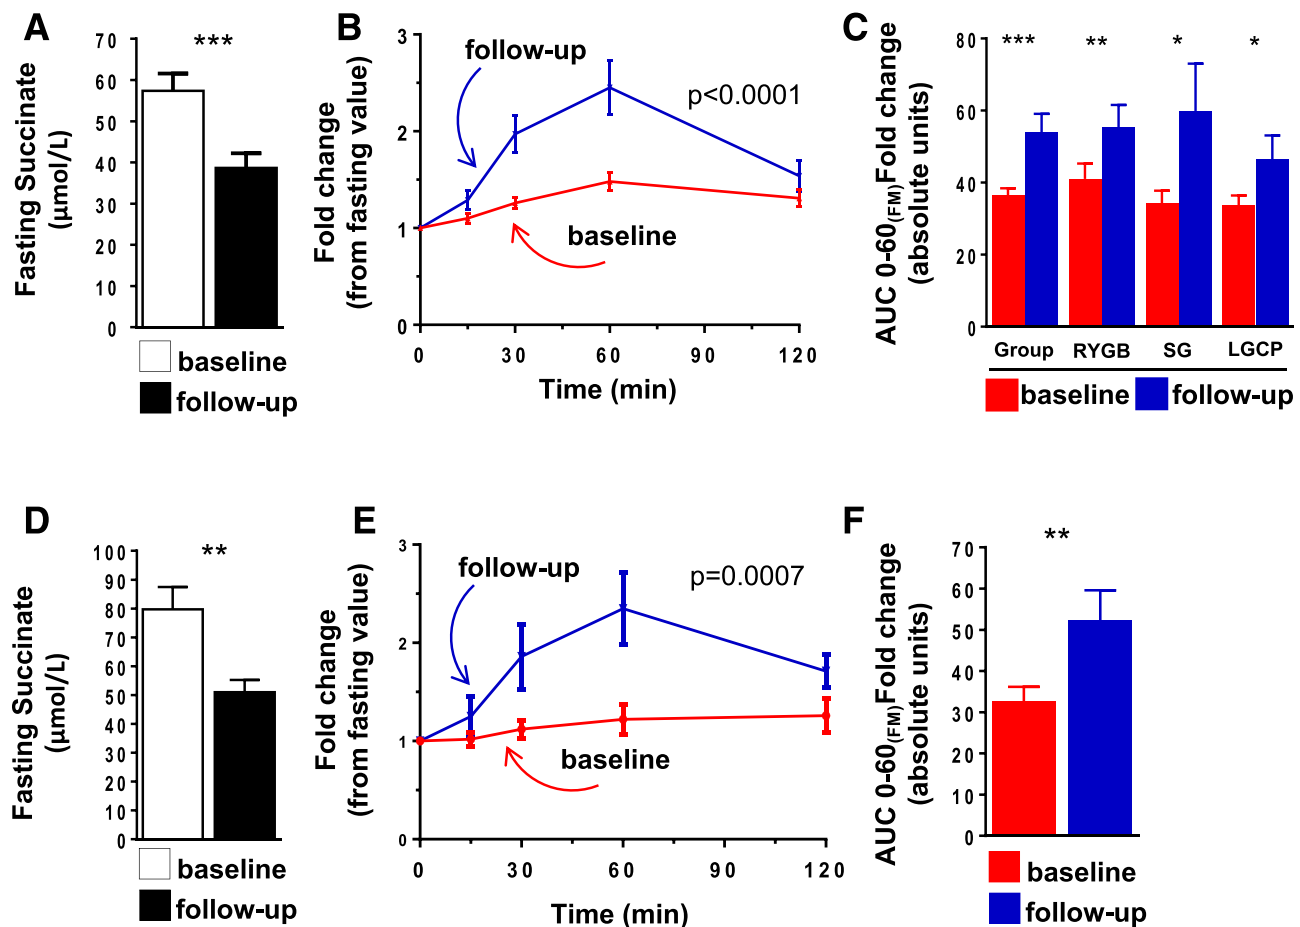 A
Fasting Succinate
(µmol/L)
70
60
50
40
30
20
10
0
***
baseline
follow-up
B
Fold change
(from fasting value)
3
2
1
0
follow-up
p<0.0001
baseline
0 30 60 90 120
Time (min)
C
AUC 0-60(FM)Fold change
(absolute units)
80
60
40
20
0
*** ** * *
Group RYGB SG LGCP
baseline follow-up
D
Fasting Succinate
(µmol/L)
100
90
80
70
60
50
40
30
20
10
0
**
baseline
follow-up
E
Fold change
(from fasting value)
3
2
1
0
follow-up
p=0.0007
baseline
0 30 60 90 120
Time (min)
F
AUC 0-60(FM)Fold change
(absolute units)
70
60
50
40
30
20
10
0
**
baseline
follow-up